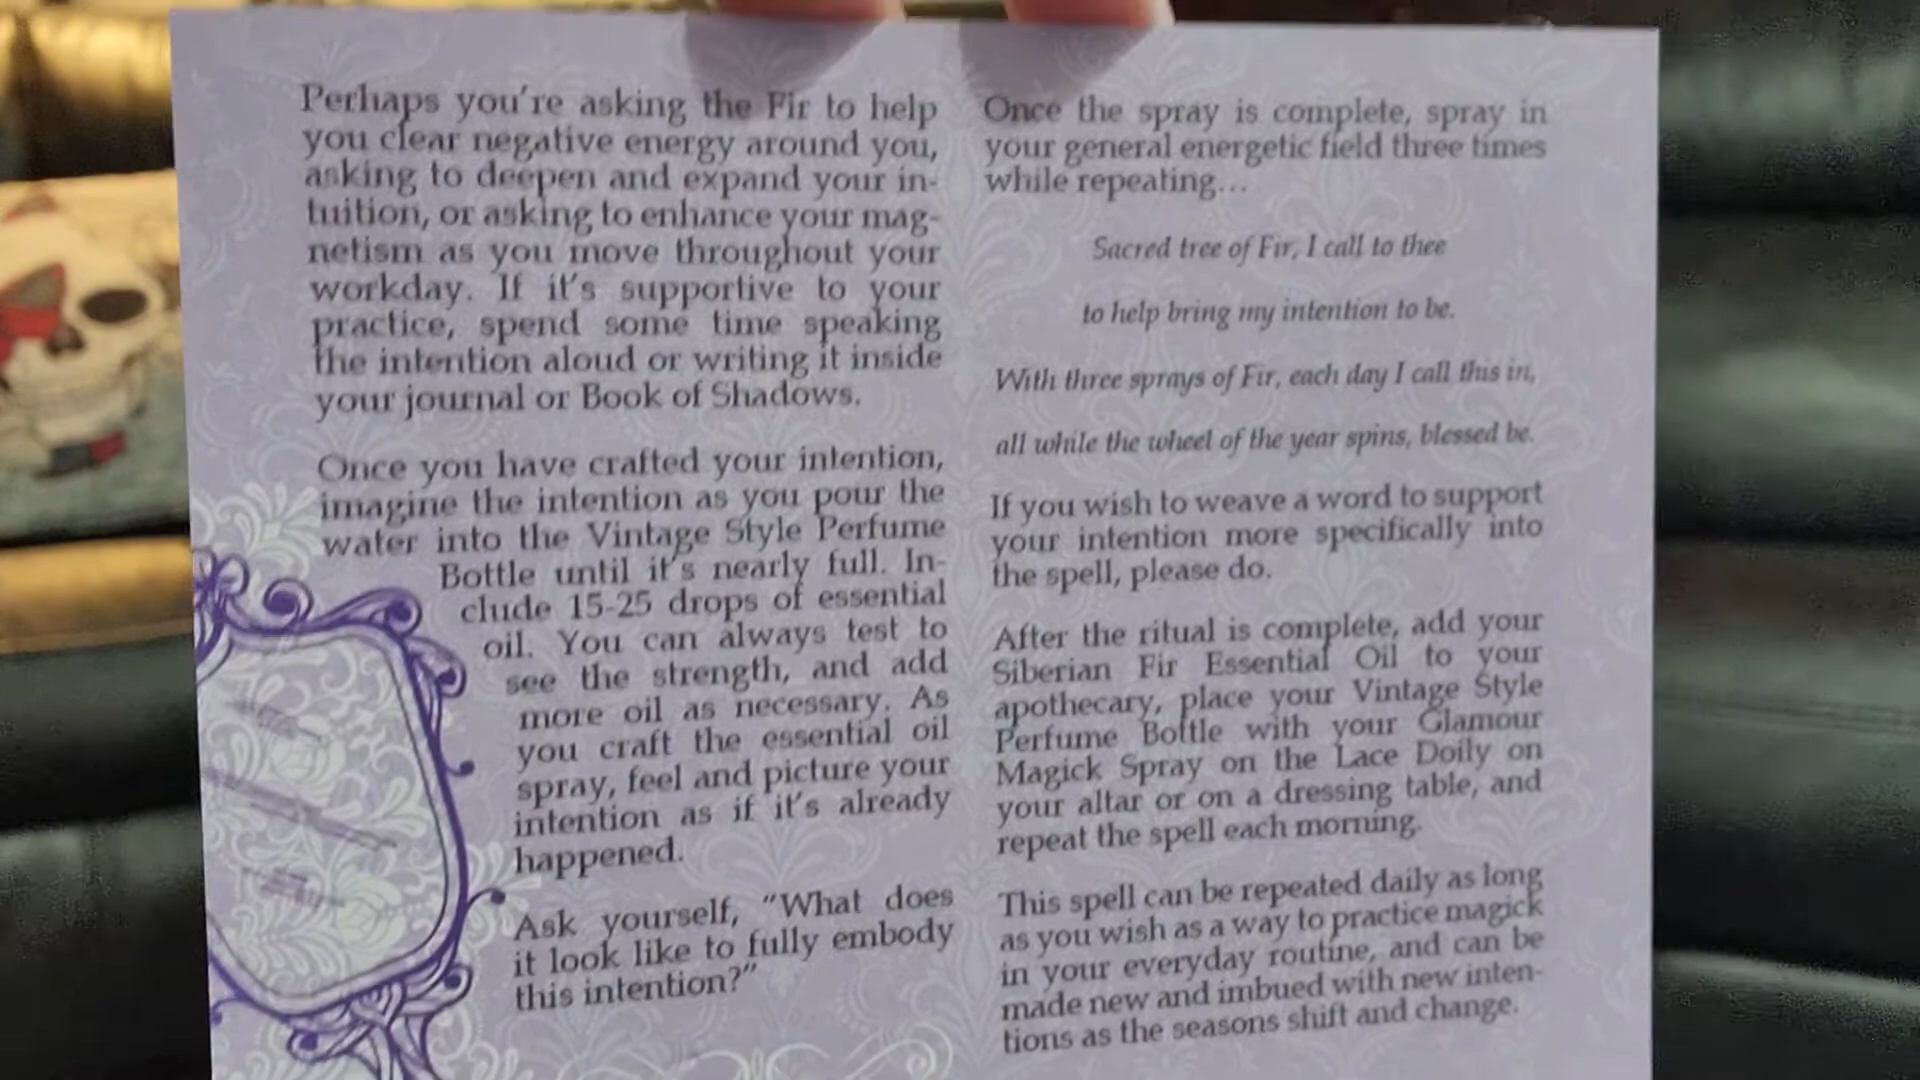 Perhaps you're asking the Fir to help
you clear negative energy around you,
asking to deepen and expand your in-
tuition, or asking to enhance your mag-
netism as you move throughout your
workday. If it's supportive to your
practice, spend some time speaking
the intention aloud or writing it inside
your journal or Book of Shadows.
Once you have crafted your intention,
imagine the intention as you pour the
water into the Vintage Style Perfume
Bottle until it's nearly full. In-
clude 15-25 drops of essential
oil. You can always test to
see the strength, and add
more oil as necessary. As
you craft the essential oil
spray, feel and picture your
intention as if it's already
happened.
Ask yourself, "What does
it look like to fully embody
this intention?"
Once the spray is complete, spray in
your general energetic field three times
while repeating...
Sacred tree of Fir, I call to thee
to help bring my intention to be.
With three sprays of Fir, each day I call this in,
all while the wheel of the year spins, blessed be.
If you wish to weave a word to support
your intention more specifically into
the spell, please do.
After the ritual is complete, add your
Siberian Fir Essential Oil to your
apothecary, place your Vintage Style
Perfume Bottle with your Glamour
Magick Spray on the Lace Doily on
your altar or on a dressing table, and
repeat the spell each morning.
This spell can be repeated daily as long
as you wish as a way to practice magick
in your everyday routine, and can be
made new and imbued with new inten-
tions as the seasons shift and change.